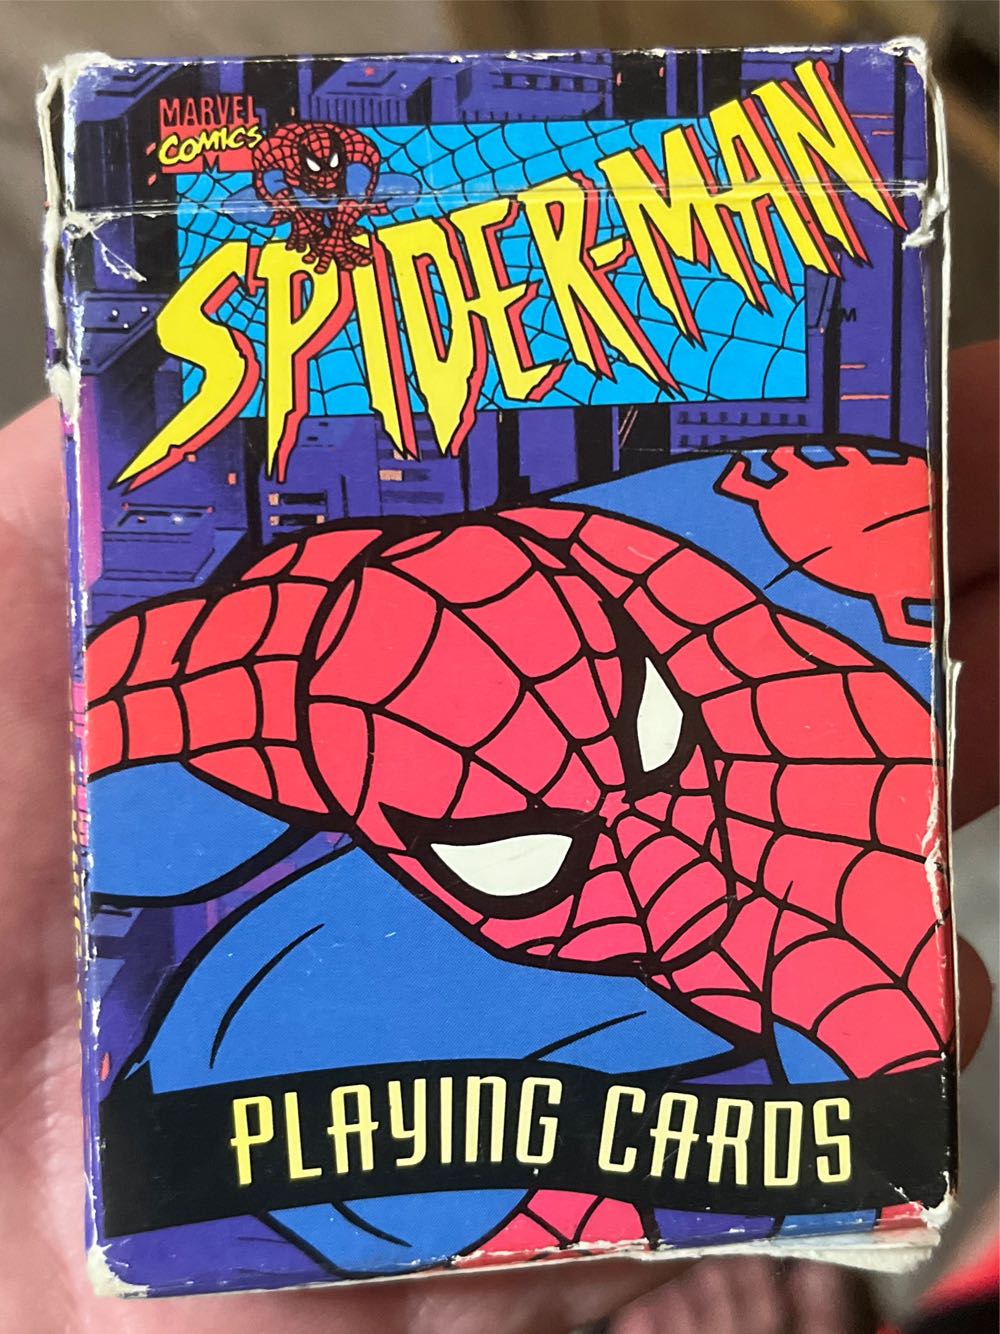 MARVEL
COMICS
SPIDER-MAN
TM
PLAYING CARDS